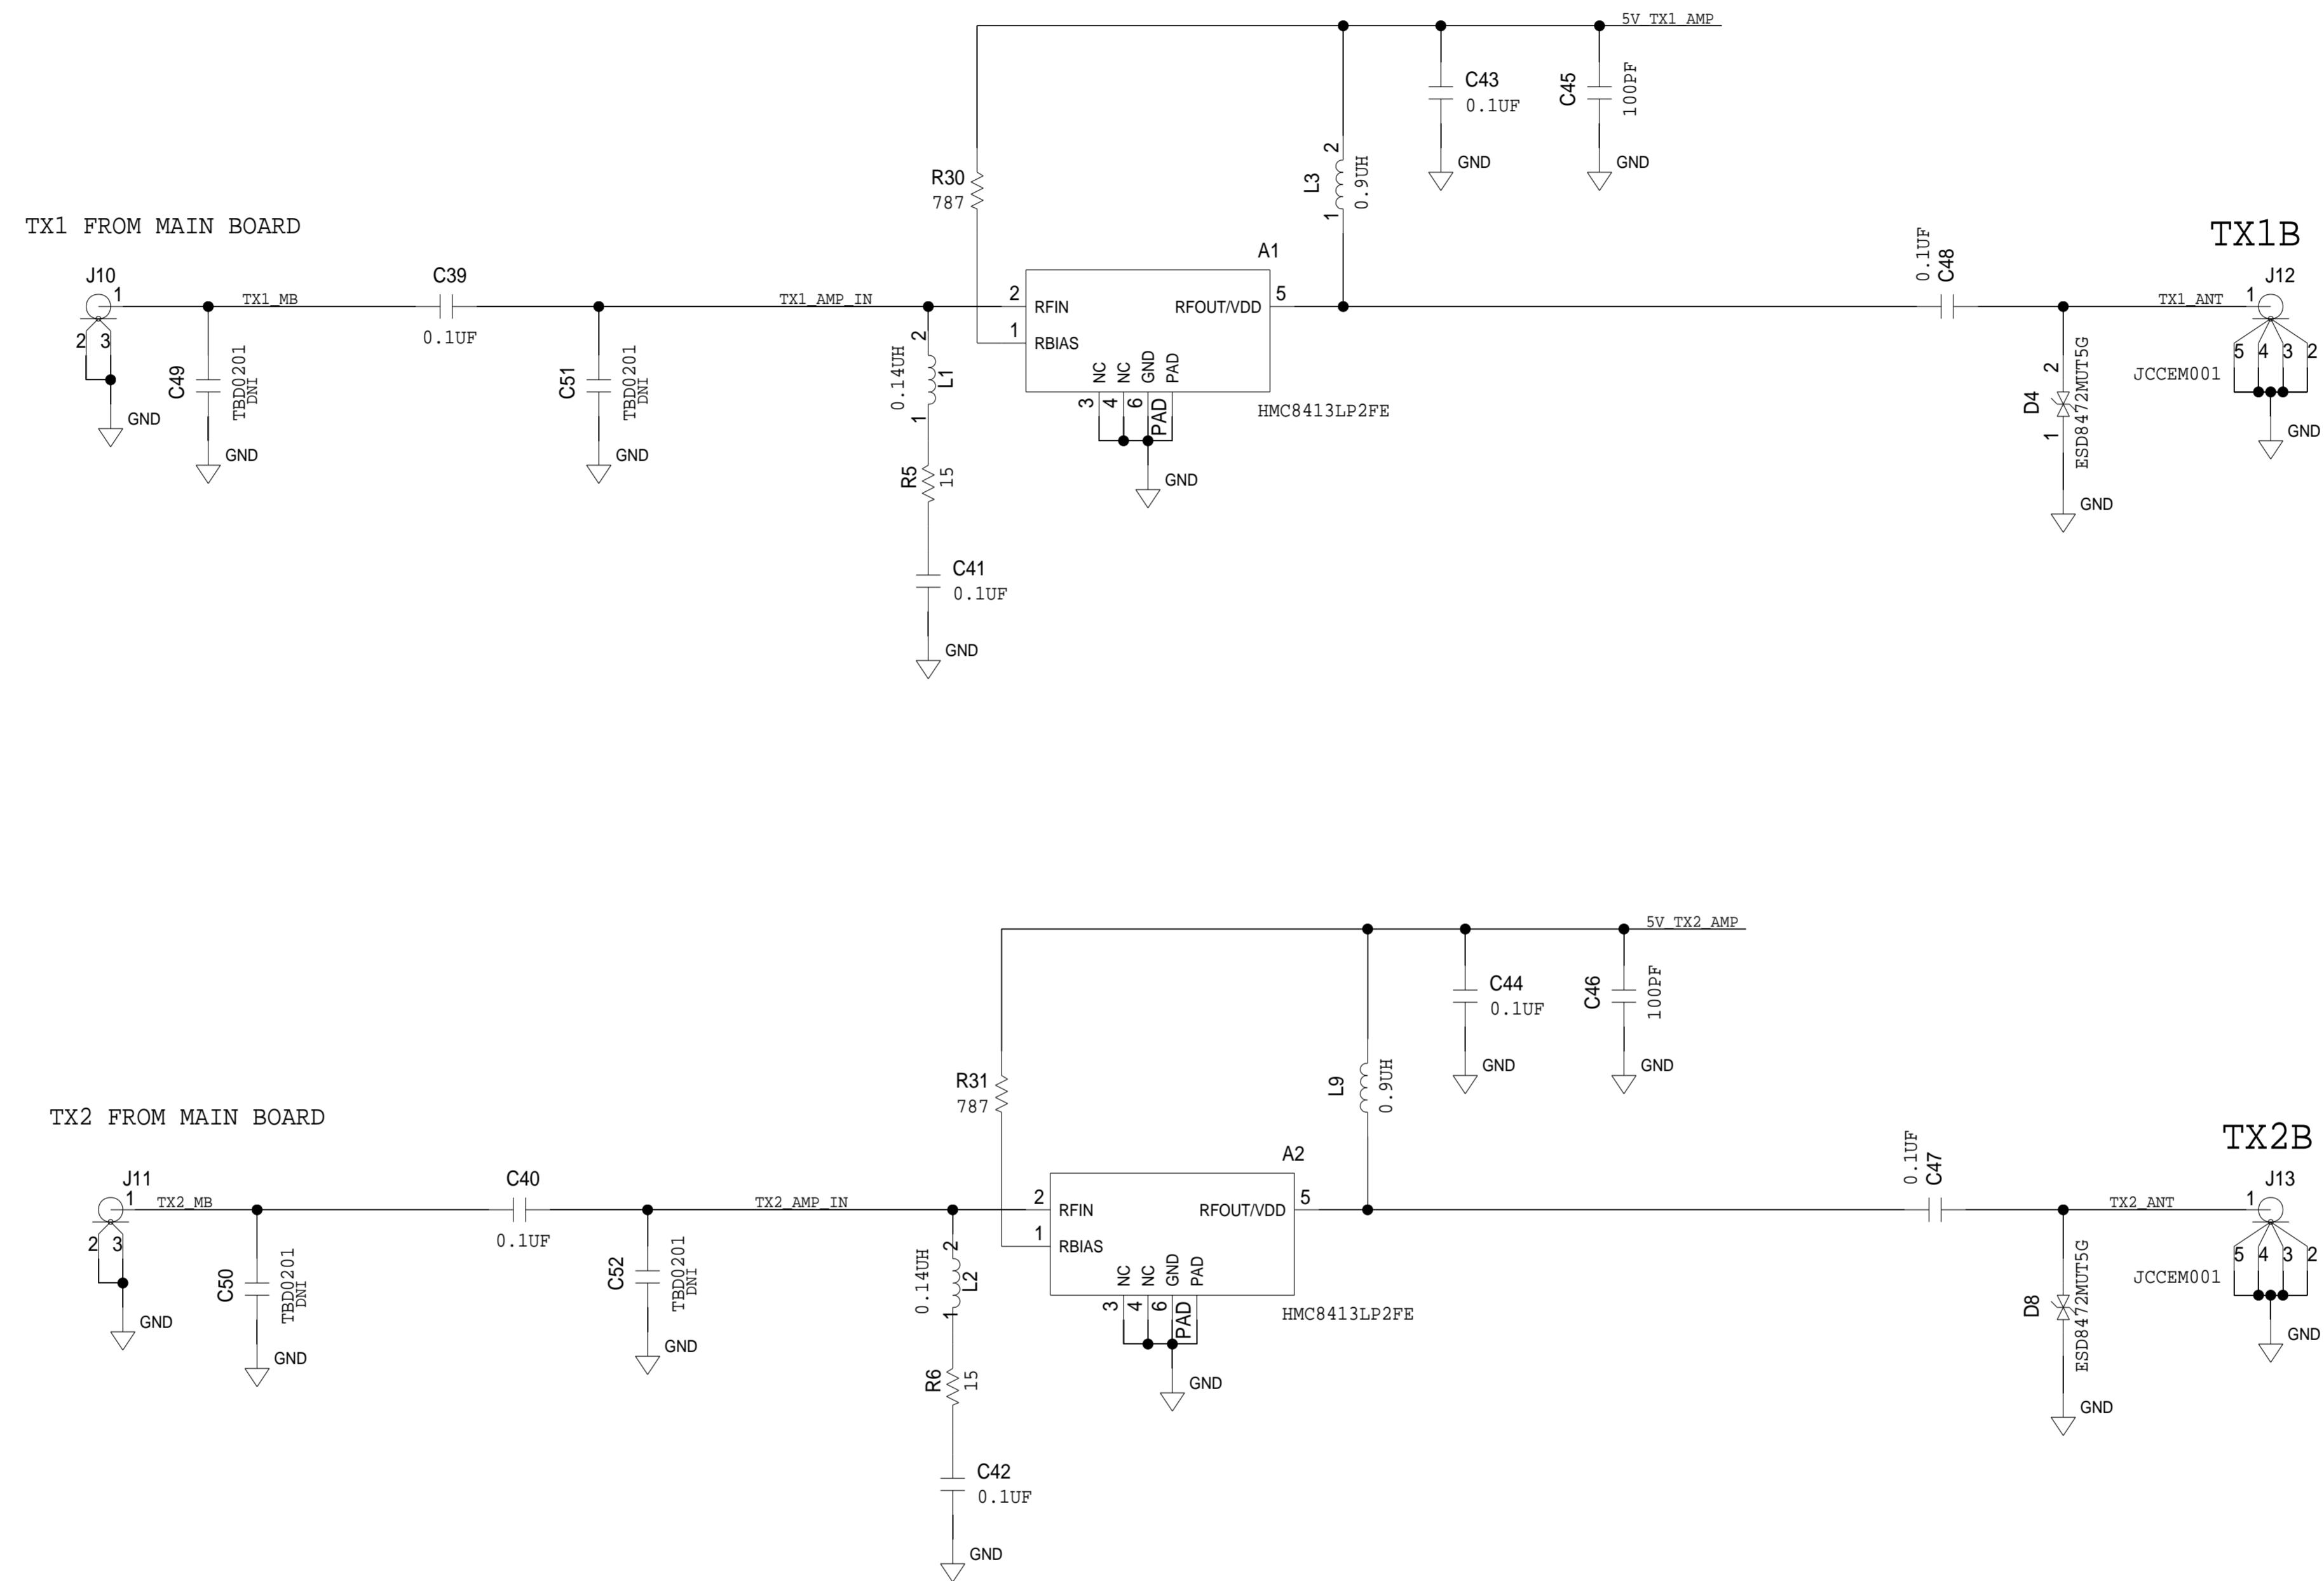 5V_TX1_AMP
C43
0.1UF
GND
C45
100PF
GND
R30
787
2
L3
0.9UH
1
TX1 FROM MAIN BOARD
J10
1
2 3
GND
TX1_MB
C49
TBD0201
DNI
GND
C39
0.1UF
C51
TBD0201
DNI
GND
TX1_AMP_IN
2
0.14UH
L1
1
R5
15
C41
0.1UF
GND
A1
2 RFIN
1 RBIAS
RFOUT/VDD 5
NC NC GND PAD
3 4 6 PAD
HMC8413LP2FE
GND
0.1UF
C48
TX1B
J12
TX1_ANT
1
5 4 3 2
JCCEM001
GND
2
D4
1
ESD8472MUT5G
GND
5V_TX2_AMP
C44
0.1UF
GND
C46
100PF
GND
R31
787
L9
0.9UH
TX2 FROM MAIN BOARD
J11
1
2 3
GND
TX2_MB
C50
TBD0201
DNI
GND
C40
0.1UF
C52
TBD0201
DNI
GND
TX2_AMP_IN
2
0.14UH
L2
1
R6
15
C42
0.1UF
GND
A2
2 RFIN
1 RBIAS
RFOUT/VDD 5
NC NC GND PAD
3 4 6 PAD
HMC8413LP2FE
GND
0.1UF
C47
TX2B
J13
TX2_ANT
1
5 4 3 2
JCCEM001
GND
D8
ESD8472MUT5G
GND